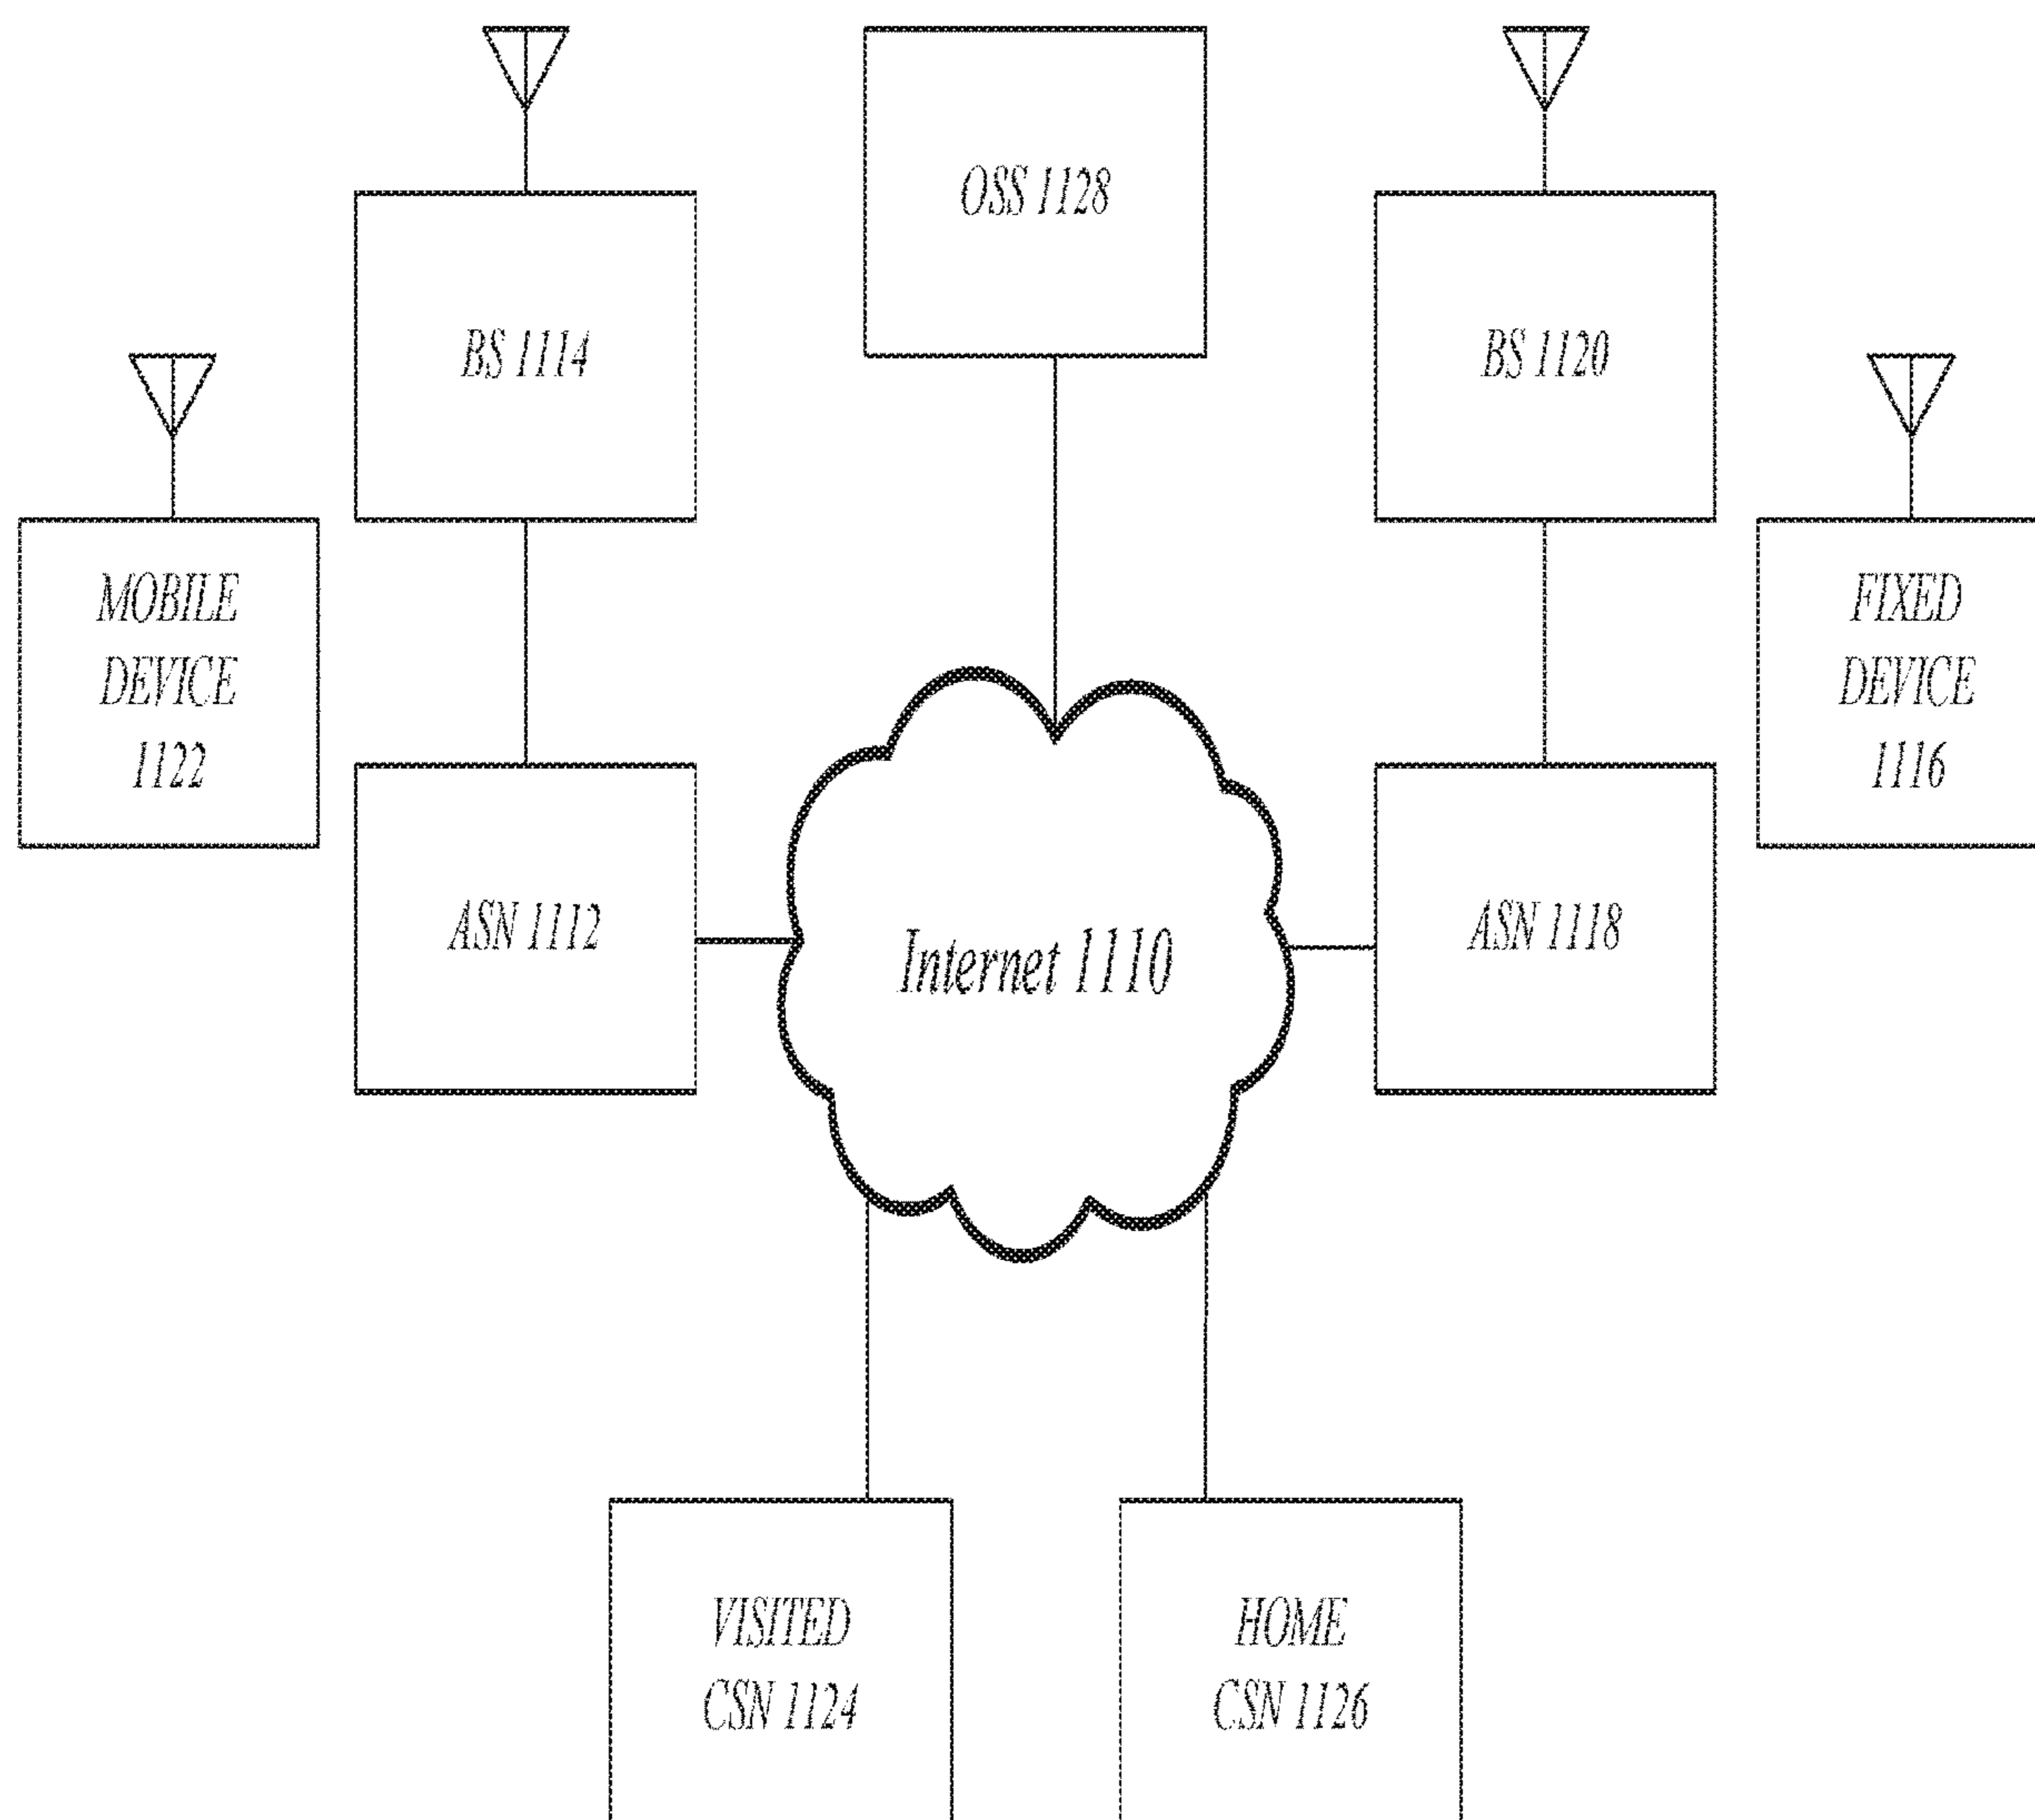 OSS 1128
BS 1114
BS 1120
MOBILE
DEVICE
1122
FIXED
DEVICE
1116
ASN 1112
Internet 1110
ASN 1118
VISITED
CSN 1124
HOME
CSN 1126